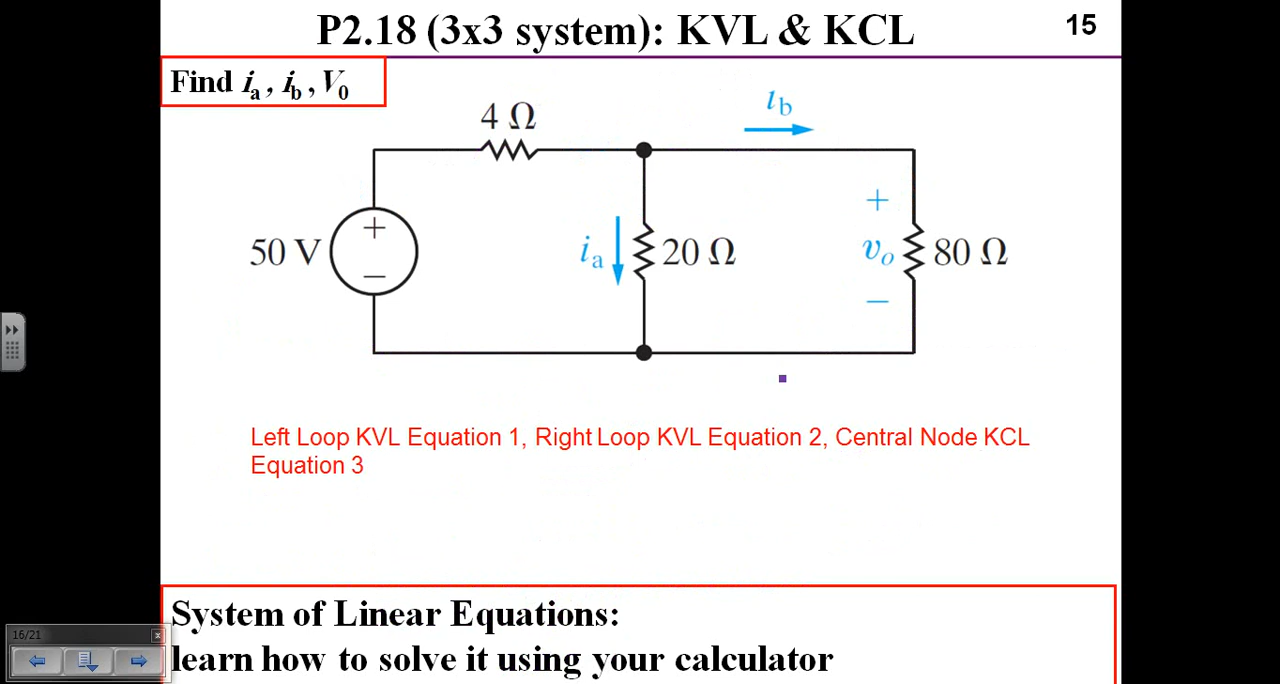 P2.18 (3x3 system): KVL & KCL
15
Find iₐ , i_b , V₀
4 Ω
ı_b
50 V
+
−
iₐ
20 Ω
+
vₒ
−
80 Ω
Left Loop KVL Equation 1, Right Loop KVL Equation 2, Central Node KCL
Equation 3
System of Linear Equations:
learn how to solve it using your calculator
16/21
x